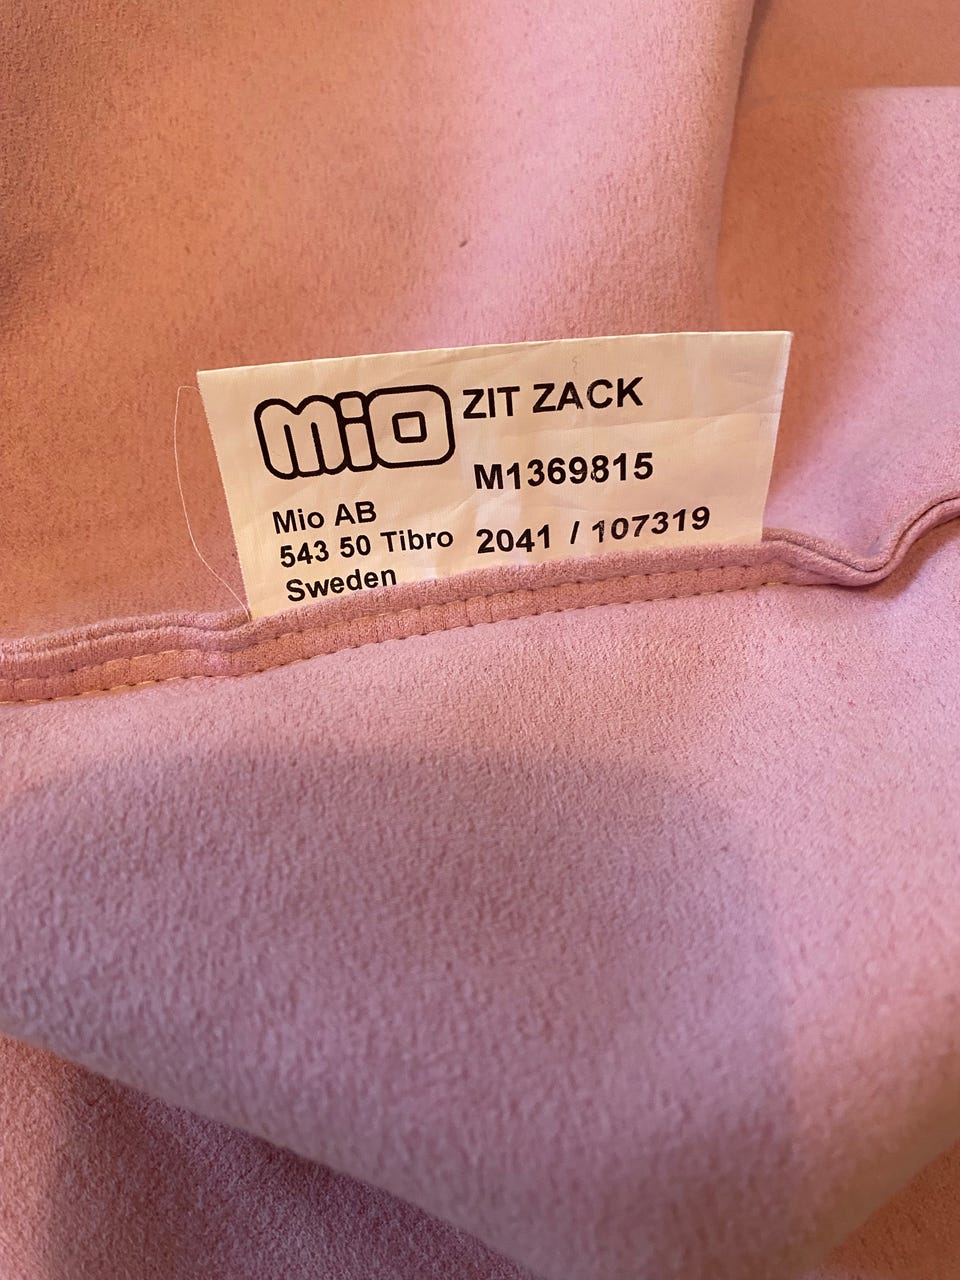 mio
ZIT ZACK
M1369815
Mio AB
543 50 Tibro
Sweden
2041 / 107319